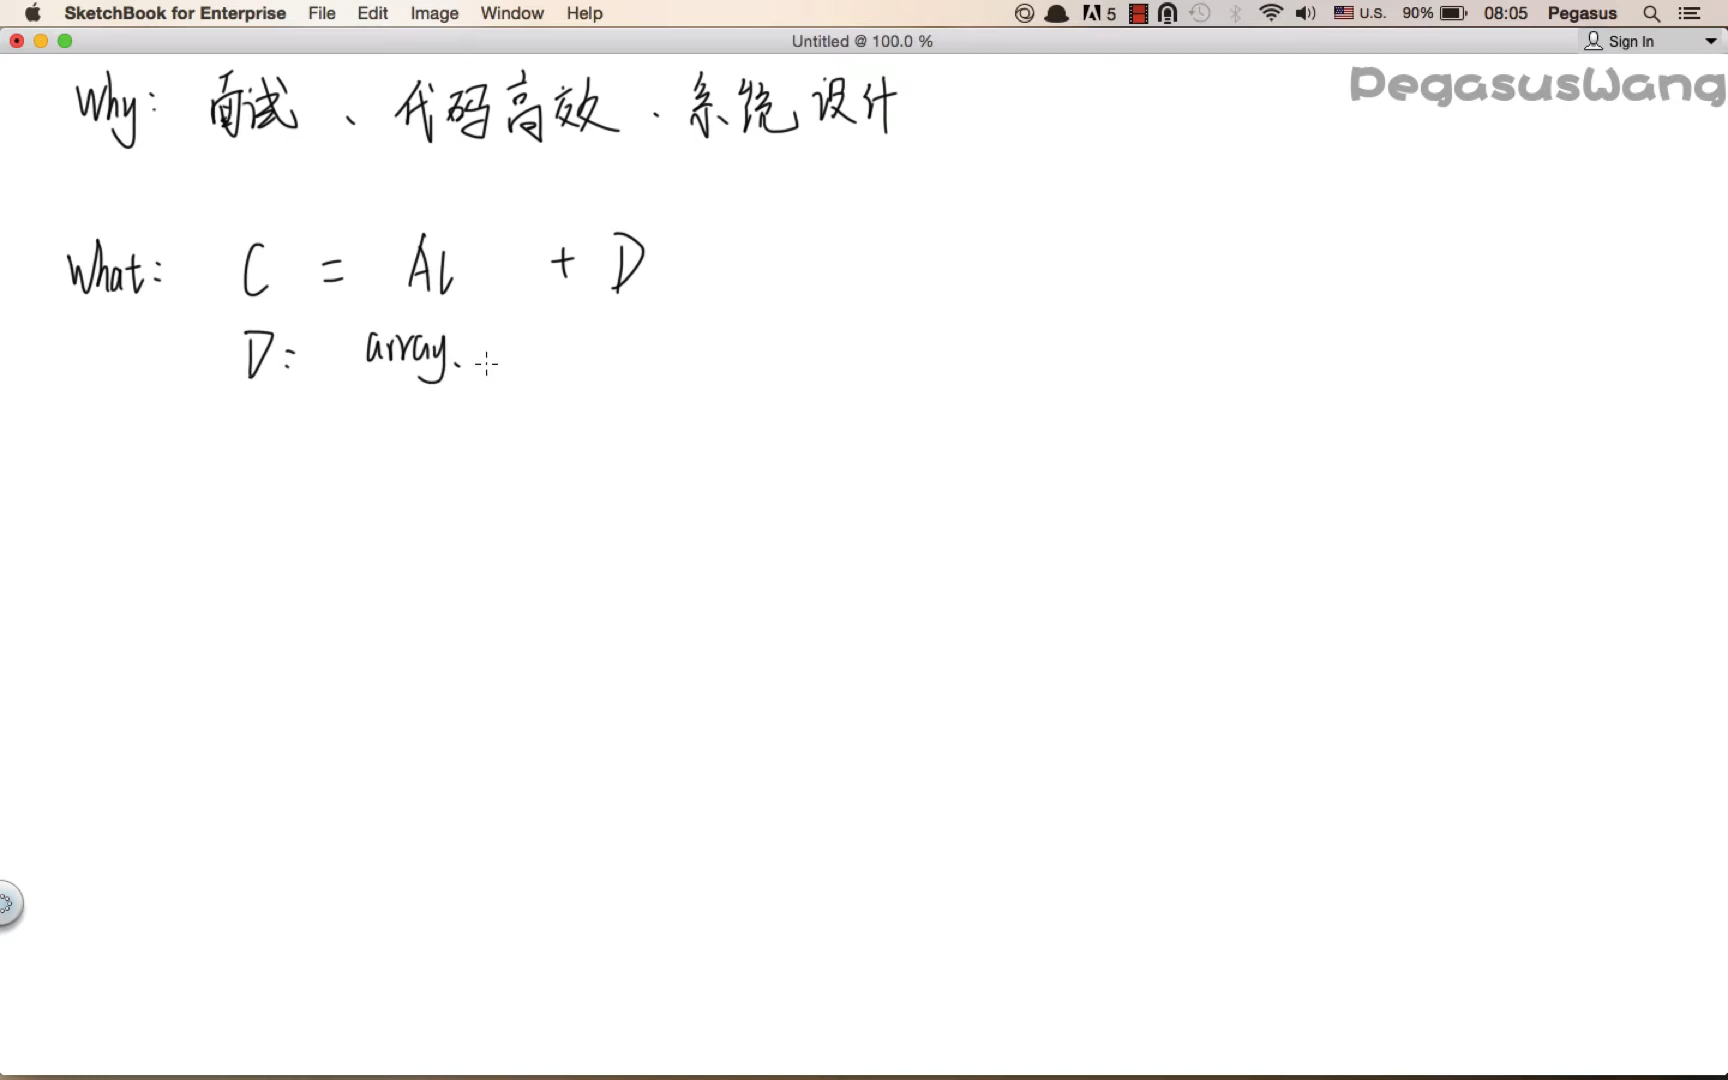 SketchBook for Enterprise File Edit Image Window Help 5 U.S. 90% 08:05 Pegasus
Untitled @ 100.0 % Sign In
PegasusWang
Why: 面试、代码高效、系统设计
What: C = AL + D
D: array、